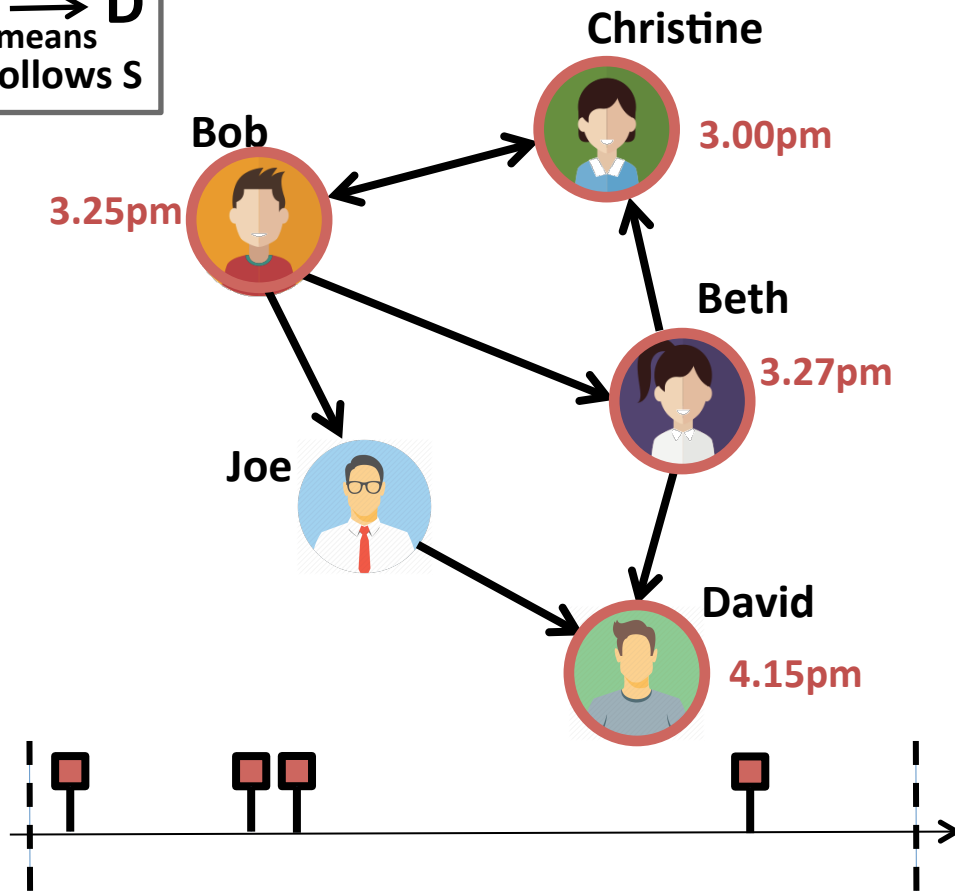 D
means
ollows S
Christine
Bob
3.00pm
3.25pm
Beth
3.27pm
Joe
David
4.15pm